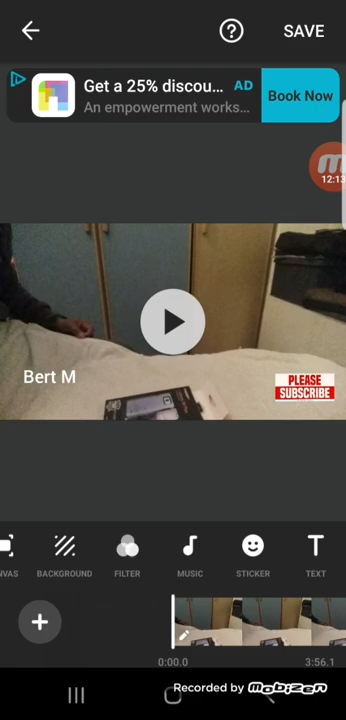 SAVE
Get a 25% discou...
AD
An empowerment works...
Book Now
12:13
Bert M
PLEASE
SUBSCRIBE
NVAS
BACKGROUND
FILTER
MUSIC
STICKER
TEXT
0:00.0
3:56.1
Recorded by MOBIZEN